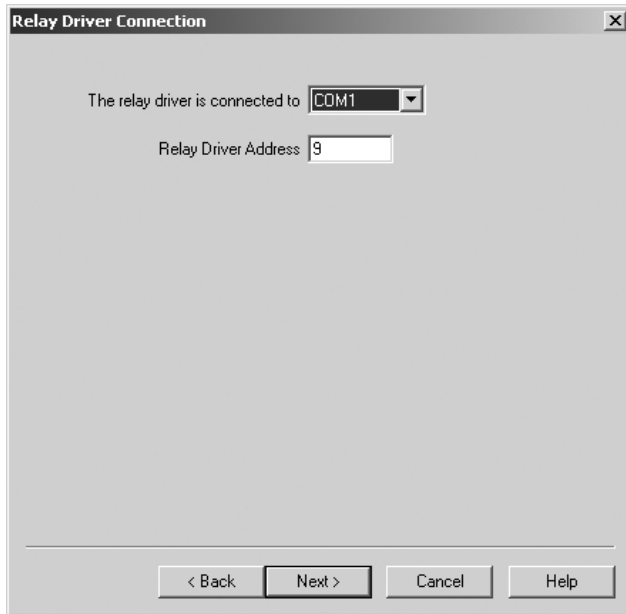 Relay Driver Connection
The relay driver is connected to COM1
Relay Driver Address 9
< Back Next > Cancel Help